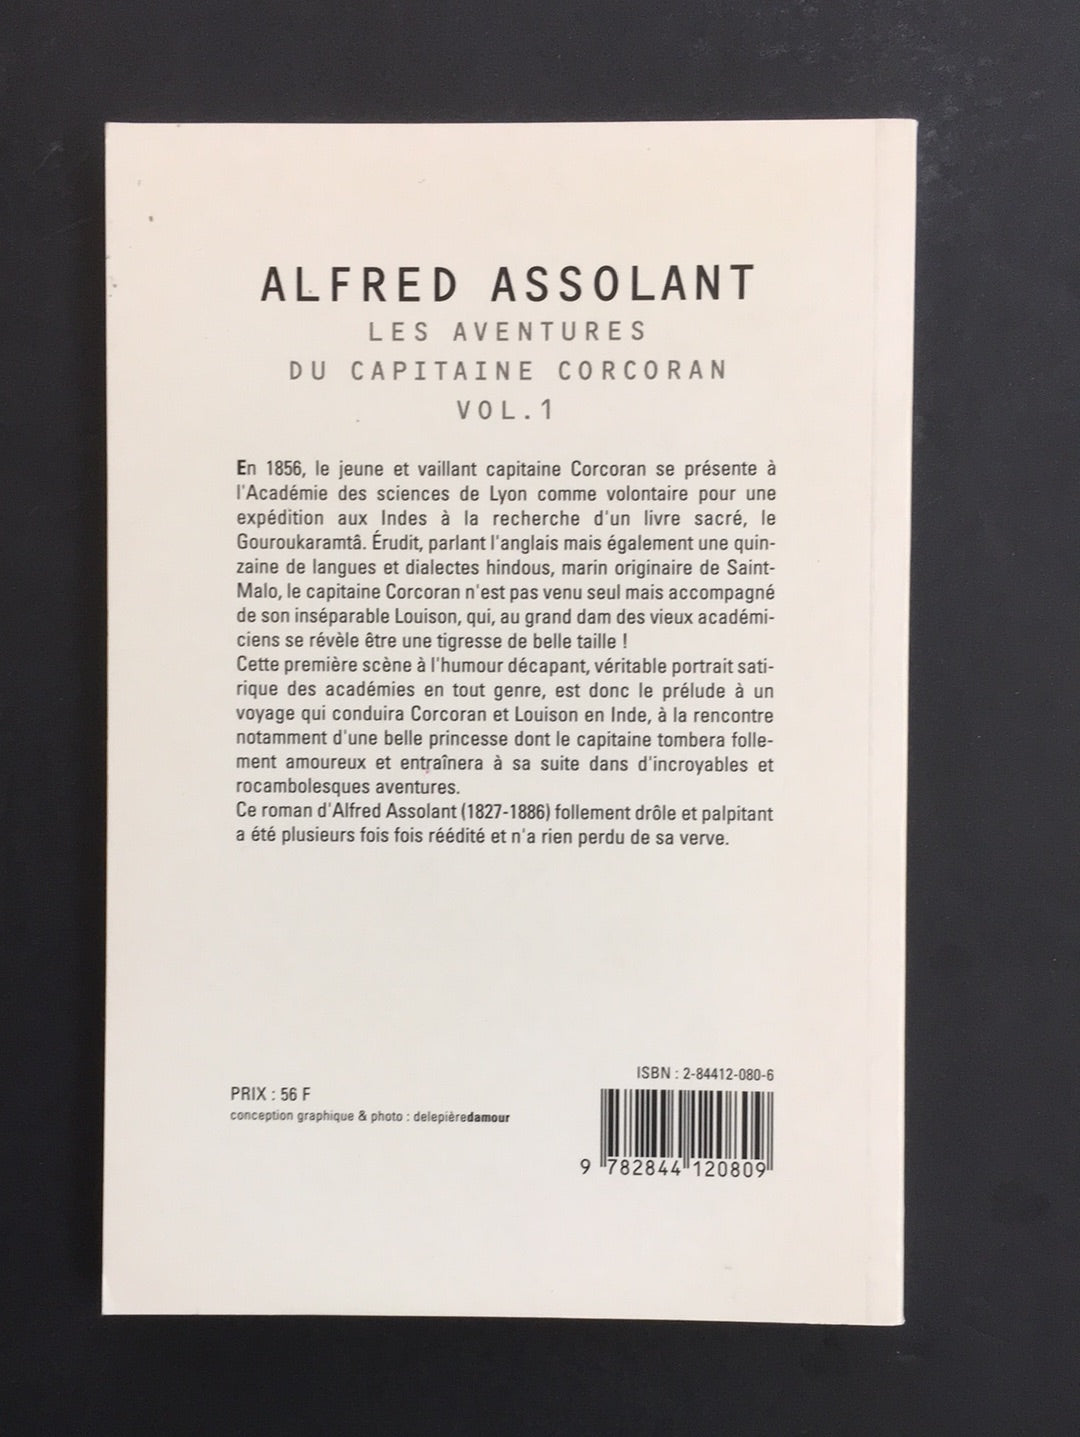 ALFRED ASSOLANT
LES AVENTURES
DU CAPITAINE CORCORAN
VOL.1
En 1856, le jeune et vaillant capitaine Corcoran se présente à
l'Académie des sciences de Lyon comme volontaire pour une
expédition aux Indes à la recherche d'un livre sacré, le
Gouroukaramtâ. Érudit, parlant l'anglais mais également une quin-
zaine de langues et dialectes hindous, marin originaire de Saint-
Malo, le capitaine Corcoran n'est pas venu seul mais accompagné
de son inséparable Louison, qui, au grand dam des vieux académi-
ciens se révèle être une tigresse de belle taille !
Cette première scène à l'humour décapant, véritable portrait sati-
rique des académies en tout genre, est donc le prélude à un
voyage qui conduira Corcoran et Louison en Inde, à la rencontre
notamment d'une belle princesse dont le capitaine tombera folle-
ment amoureux et entraînera à sa suite dans d'incroyables et
rocambolesques aventures.
Ce roman d'Alfred Assolant (1827-1886) follement drôle et palpitant
a été plusieurs fois fois réédité et n'a rien perdu de sa verve.
ISBN : 2-84412-080-6
PRIX : 56 F
conception graphique & photo : delepièredamour
9 782844 120809